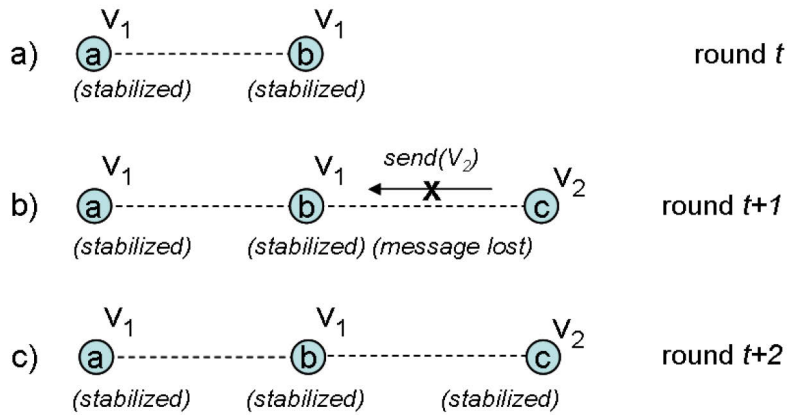 V₁ V₁
a) a b round t
(stabilized) (stabilized)
send(V₂)
V₁ V₁ V₂
b) a b X c round t+1
(stabilized) (stabilized) (message lost)
V₁ V₁ V₂
c) a b c round t+2
(stabilized) (stabilized) (stabilized)